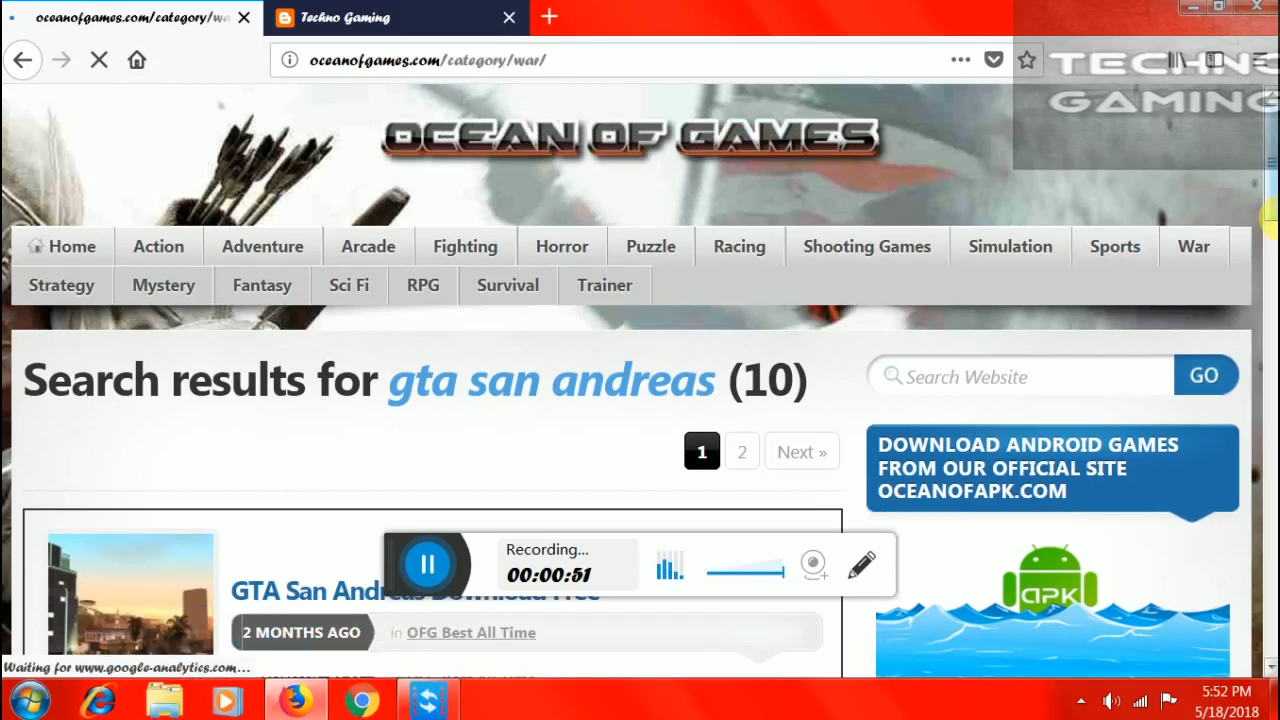 oceanofgames.com/category/wa
Techno Gaming
oceanofgames.com/category/war/
TECHNO
GAMING
OCEAN OF GAMES
Home Action Adventure Arcade Fighting Horror Puzzle Racing Shooting Games Simulation Sports War
Strategy Mystery Fantasy Sci Fi RPG Survival Trainer
Search results for gta san andreas (10)
Search Website GO
1 2 Next »
DOWNLOAD ANDROID GAMES
FROM OUR OFFICIAL SITE
OCEANOFAPK.COM
Recording...
00:00:51
GTA San Andreas Download Free
2 MONTHS AGO in OFG Best All Time
APK
Waiting for www.google-analytics.com...
5:52 PM
5/18/2018